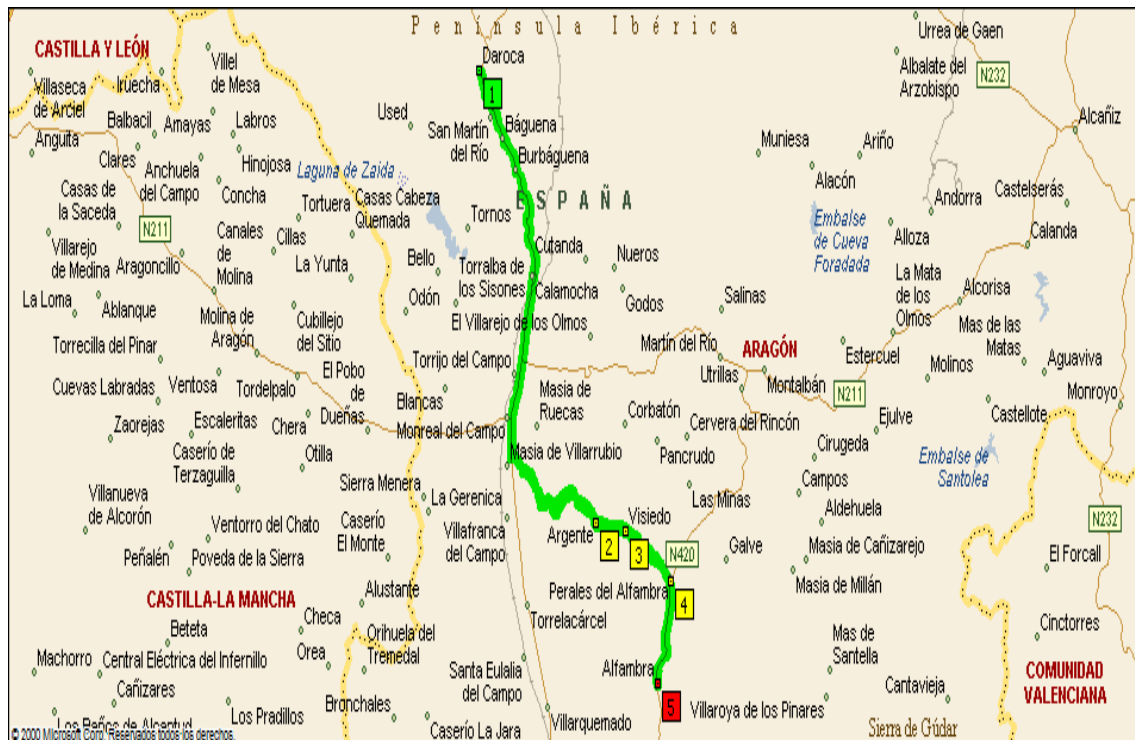 Península Ibérica
CASTILLA Y LEÓN
Villel
de Mesa
Daroca
Urrea de Gaen
Villaseca
de Arciel
Iruecha
1
Albalate del
Arzobispo
N232
Balbacil
Amayas
Labros
Used
San Martín
del Río
Báguena
Alcañiz
Anguita
Clares
Anchuela
del Campo
Hinojosa
Burbáguena
Muniesa
Ariño
Laguna de Zaida
Casas de
la Saceda
Concha
Tortuera
Casas Cabeza
Quemada
ESPAÑA
Alacón
Castelserás
Andorra
N211
Canales
de
Molina
Cillas
Tornos
Embalse
de Cueva
Foradada
Alloza
Calanda
Villarejo
de Medina
Aragoncillo
La Yunta
Bello
Cutanda
Nueros
Torralba de
los Sisones
La Mata
de los
Olmos
La Loma
Ablanque
Odón
Calamocha
Godos
Salinas
Alcorisa
Molina de
Aragón
Cubillejo
del Sitio
El Villarejo de los Olmos
Mas de las
Matas
Torrecilla del Pinar
Torrijo del Campo
Martín del Río
ARAGÓN
Estercuel
Molinos
Aguaviva
Cuevas Labradas
Ventosa
Tordelpalo
El Pobo
de
Dueñas
Blancas
Masia de
Ruecas
Utrillas
Montalbán
N211
Monroyo
Zaorejas
Escaleritas
Chera
Monreal del Campo
Corbatón
Cervera del Rincón
Ejulve
Castellote
Caserío de
Terzaguilla
Otilla
Masia de Villarrubio
Pancrudo
Cirugeda
Embalse de
Santolea
Villanueva
de Alcorón
Sierra Menera
La Gerenica
Las Minas
Campos
Ventorro del Chato
Caserío
El Monte
Villafranca
del Campo
Argente
Visiedo
Aldehuela
N232
Peñalén
Poveda de la Sierra
2
3
N420
Galve
Masia de Cañizarejo
El Forcall
CASTILLA-LA MANCHA
Alustante
Perales del Alfambra
4
Masia de Millán
Beteta
Checa
Orihuela del
Tremedal
Torrelacárcel
Mas de
Santella
Cinctorres
Machorro
Central Eléctrica del Infernillo
Orea
Santa Eulalia
del Campo
Alfambra
COMUNIDAD
VALENCIANA
Cañizares
Bronchales
5
Villaroya de los Pinares
Cantavieja
Los Baños de Alcantud
Los Pradillos
Caserío La Jara
Villarquemado
Sierra de Gúdar
© 2000 Microsoft Corp. Reservados todos los derechos.